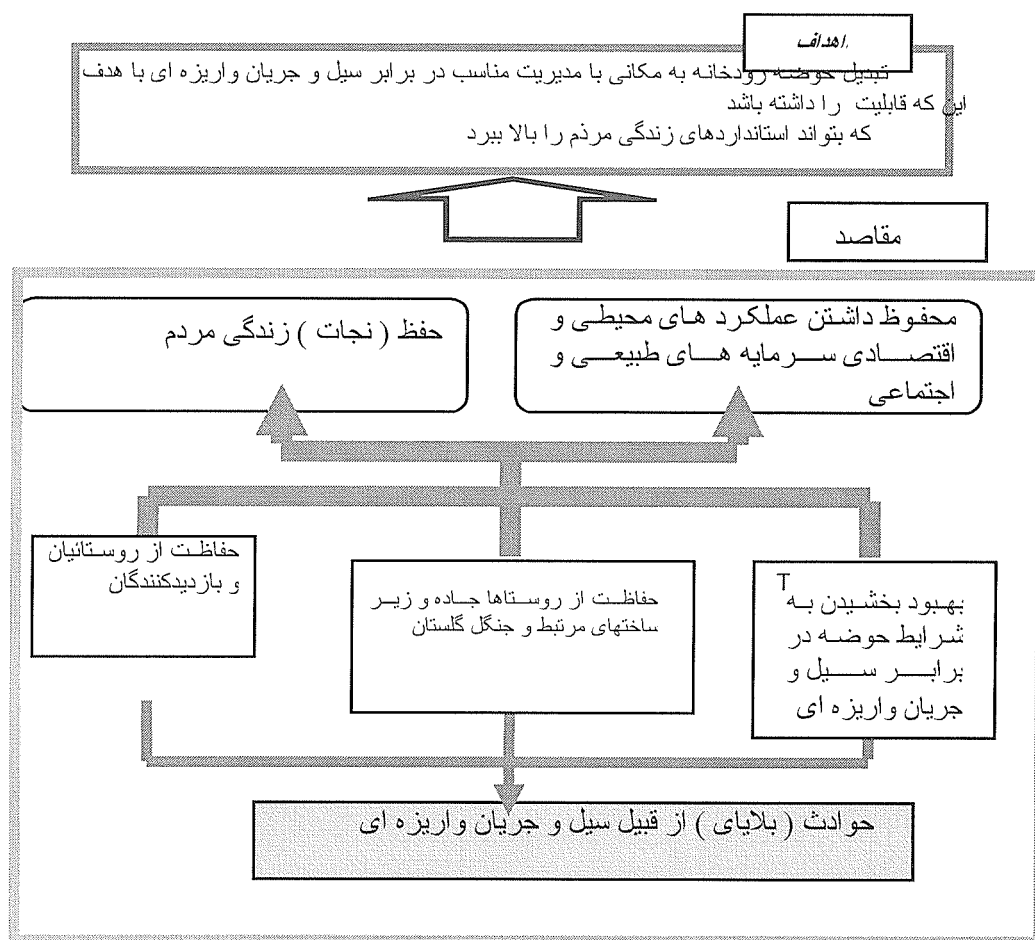 اهداف.
تبدیل حوضه رودخانه به مکانی با مدیریت مناسب در برابر سیل و جریان واریزه ای با هدف
این که قابلیت را داشته باشد
که بتواند استانداردهای زندگی مرذم را بالا ببرد
مقاصد
محفوظ داشتن عملکرد های محیطی و
اقتصادی سرمایه های طبیعی و
اجتماعی
حفظ ( نجات ) زندگی مردم
T
بهبود بخشیدن به
شرایط حوضه در
برابر سیل و
جریان واریزه ای
حفاظت از روستاها جاده و زیر
ساختهای مرتبط و جنگل گلستان
حفاظت از روستائیان
و بازدیدکنندگان
حوادث ( بلایای ) از قبیل سیل و جریان واریزه ای